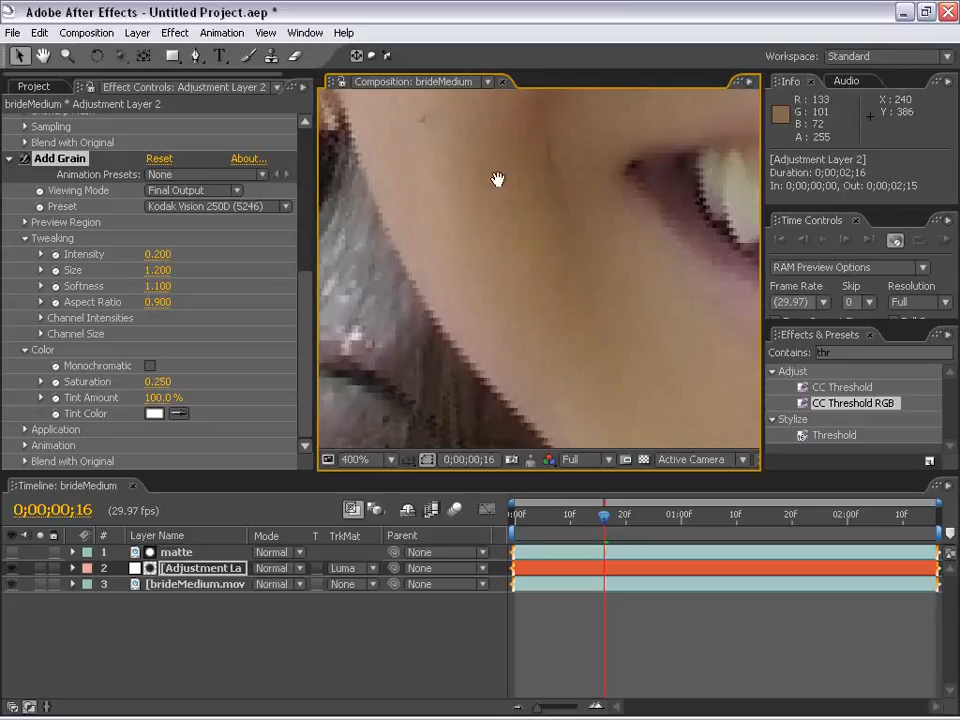 Adobe After Effects - Untitled Project.aep *
File Edit Composition Layer Effect Animation View Window Help
Workspace: Standard
Project Effect Controls: Adjustment Layer 2
brideMedium * Adjustment Layer 2
Sampling
Blend with Original
Add Grain Reset About...
Animation Presets: None
Viewing Mode Final Output
Preset Kodak Vision 250D (5246)
Preview Region
Tweaking
Intensity 0.200
Size 1.200
Softness 1.100
Aspect Ratio 0.900
Channel Intensities
Channel Size
Color
Monochromatic
Saturation 0.250
Tint Amount 100.0%
Tint Color
Application
Animation
Blend with Original
Composition: brideMedium
400% 0;00;00;16 Full Active Camera
Info Audio
R: 133 X: 240
G: 101 Y: 386
B: 72
A: 255
[Adjustment Layer 2]
Duration: 0;00;02;16
In: 0;00;00;00, Out: 0;00;02;15
Time Controls
RAM Preview Options
Frame Rate Skip Resolution
(29.97) 0 Full
Effects & Presets
Contains: thr
Adjust
CC Threshold
CC Threshold RGB
Stylize
Threshold
Timeline: brideMedium
0;00;00;16 (29.97 fps)
# Layer Name Mode T TrkMat Parent
1 matte Normal None
2 [Adjustment La Normal Luma None
3 [brideMedium.mov Normal None None
:00F 10F 20F 01:00F 10F 20F 02:00F 10F